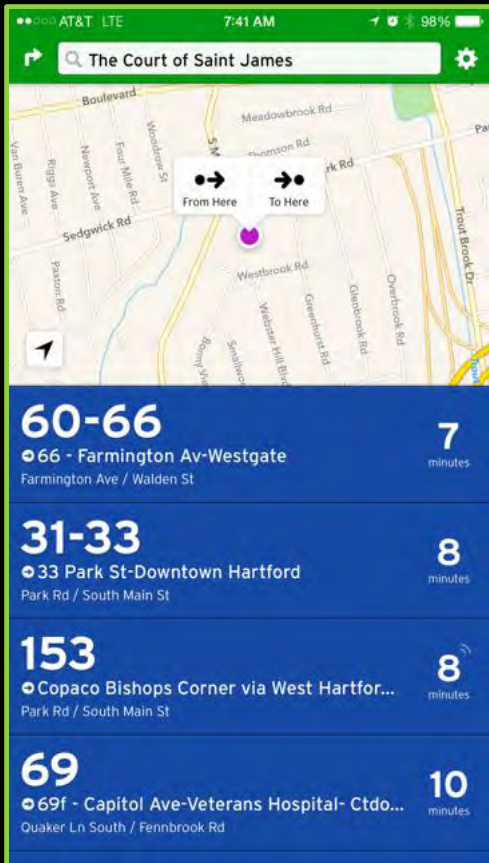 AT&T LTE 7:41 AM 98%
The Court of Saint James
Boulevard
Meadowbrook Rd
Van Buren Ave
Riggs Ave
Newport Ave
Four Mile Rd
Woodrow St
S M
Thomson Rd
rk Rd
Sedgwick Rd
From Here To Here
Trout Brook Dr
Paxton Rd
Westbrook Rd
Webster Hill Blvd
Greenhurst Rd
Glenbrook Rd
Overbrook Rd
60-66
66 - Farmington Av-Westgate
Farmington Ave / Walden St
7
minutes
31-33
33 Park St-Downtown Hartford
Park Rd / South Main St
8
minutes
153
Copaco Bishops Corner via West Hartfor...
Park Rd / South Main St
8
minutes
69
69f - Capitol Ave-Veterans Hospital- Ctdo...
Quaker Ln South / Fennbrook Rd
10
minutes